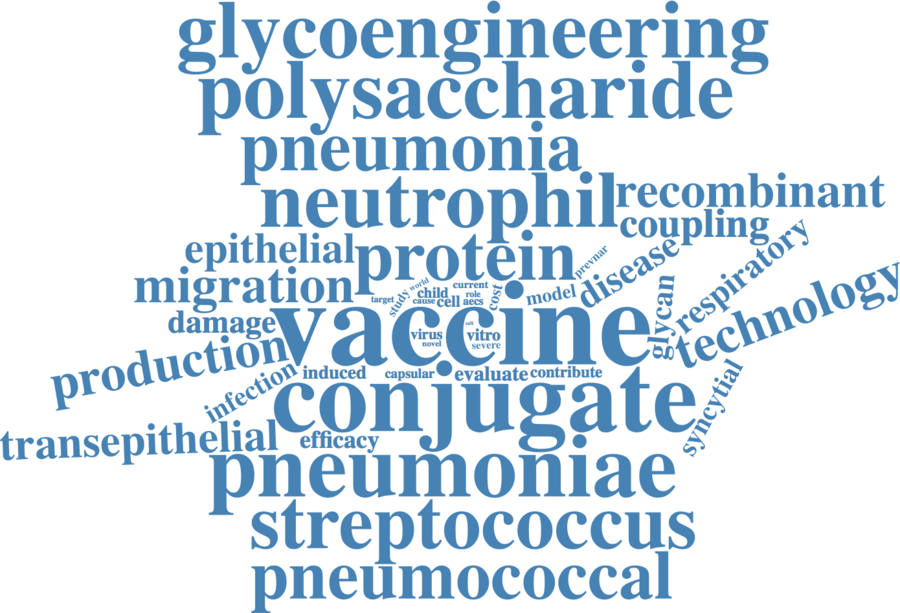 glycoengineering
polysaccharide
pneumonia
neutrophil
recombinant
coupling
epithelial
protein
prevnar
disease
respiratory
migration
target
study
world
child
cause
current
role
cell
aecs
cost
model
glycan
technology
damage
vaccine
virus
novel
vitro
severe
production
infection
induced
capsular
evaluate
contribute
conjugate
syncytial
transepithelial
efficacy
pneumoniae
streptococcus
pneumococcal